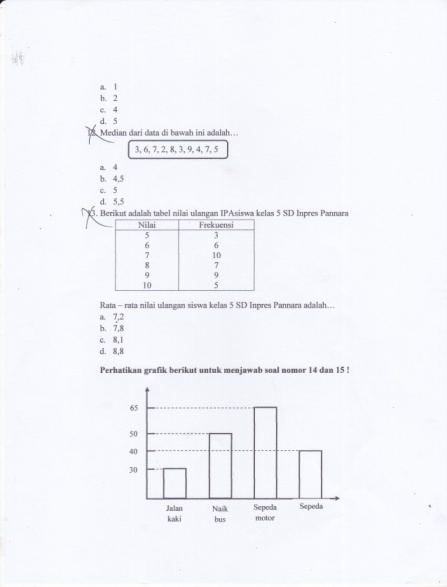 a. 1
b. 2
c. 4
d. 5
12. Median dari data di bawah ini adalah…
3, 6, 7, 2, 8, 3, 9, 4, 7, 5
a. 4
b. 4,5
c. 5
d. 5,5
13. Berikut adalah tabel nilai ulangan IPAsiswa kelas 5 SD Inpres Pannara
Nilai Frekuensi
5 3
6 6
7 10
8 7
9 9
10 5
Rata – rata nilai ulangan siswa kelas 5 SD Inpres Pannara adalah…
a. 7,2
b. 7,8
c. 8,1
d. 8,8
Perhatikan grafik berikut untuk menjawab soal nomor 14 dan 15 !
65
50
40
30
Jalan kaki
Naik bus
Sepeda motor
Sepeda